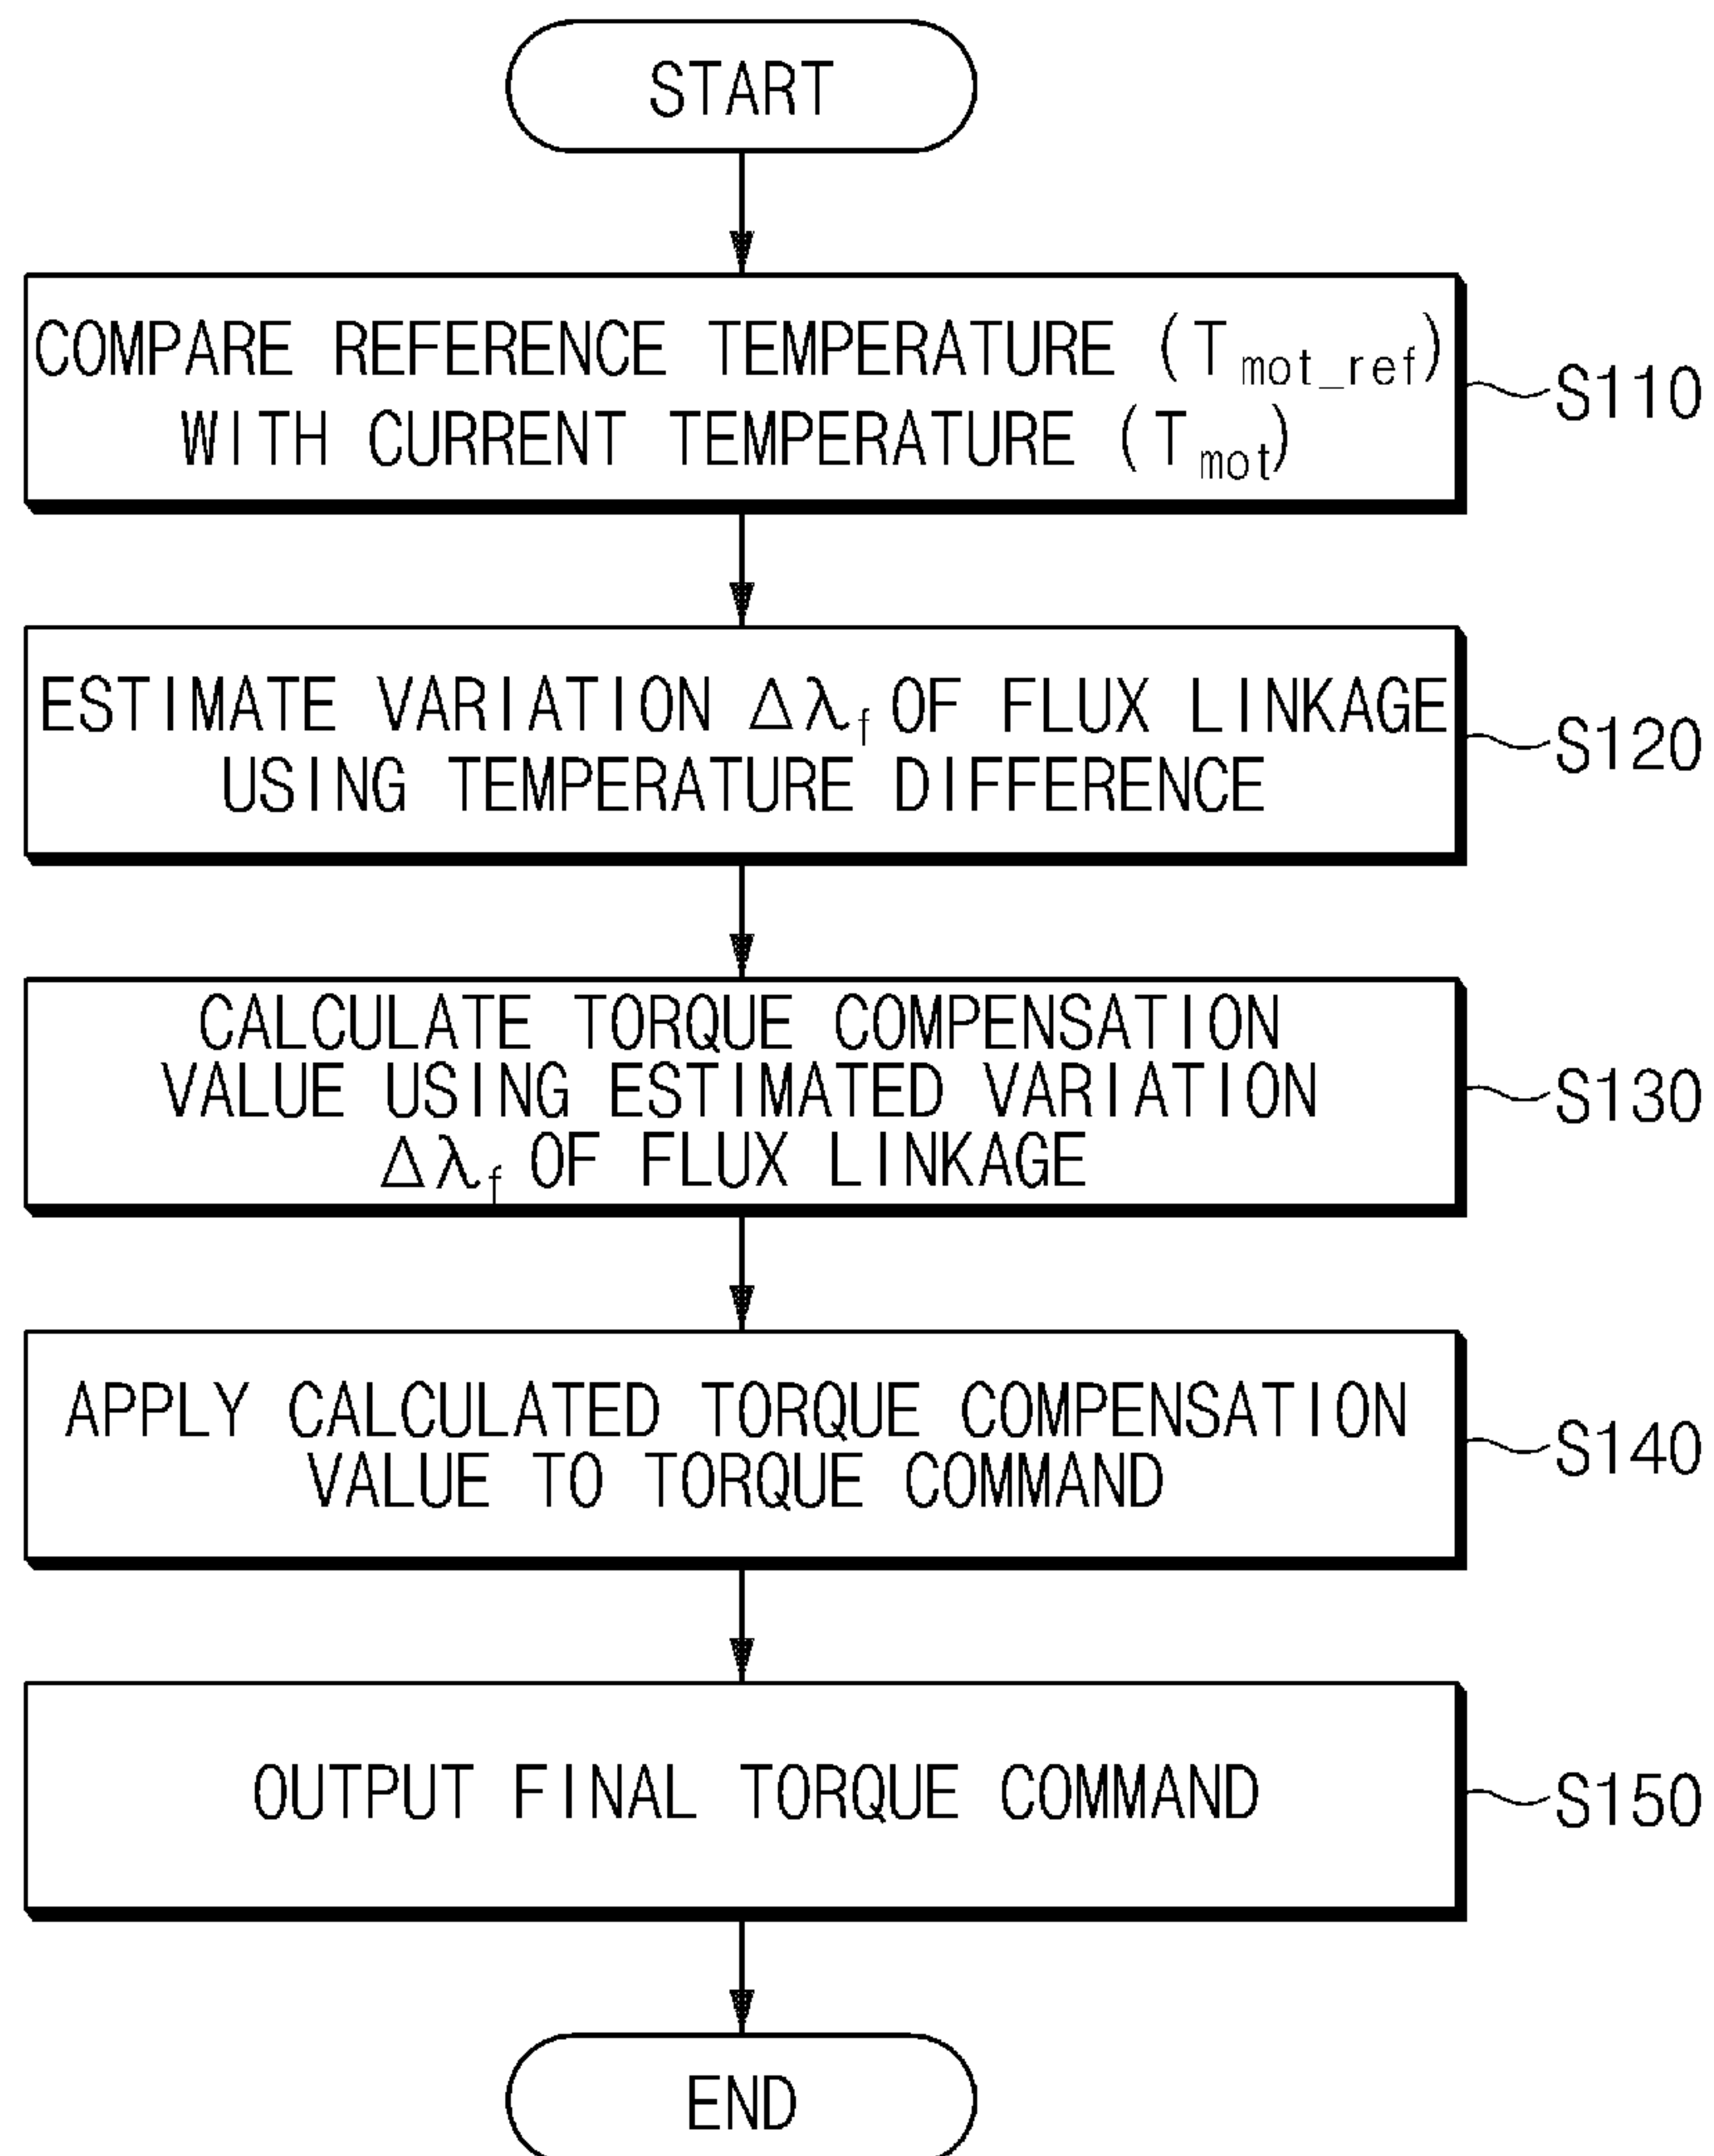 START
COMPARE REFERENCE TEMPERATURE (Tmot_ref)
WITH CURRENT TEMPERATURE (Tmot)
S110
ESTIMATE VARIATION Δλf OF FLUX LINKAGE
USING TEMPERATURE DIFFERENCE
S120
CALCULATE TORQUE COMPENSATION
VALUE USING ESTIMATED VARIATION
Δλf OF FLUX LINKAGE
S130
APPLY CALCULATED TORQUE COMPENSATION
VALUE TO TORQUE COMMAND
S140
OUTPUT FINAL TORQUE COMMAND
S150
END